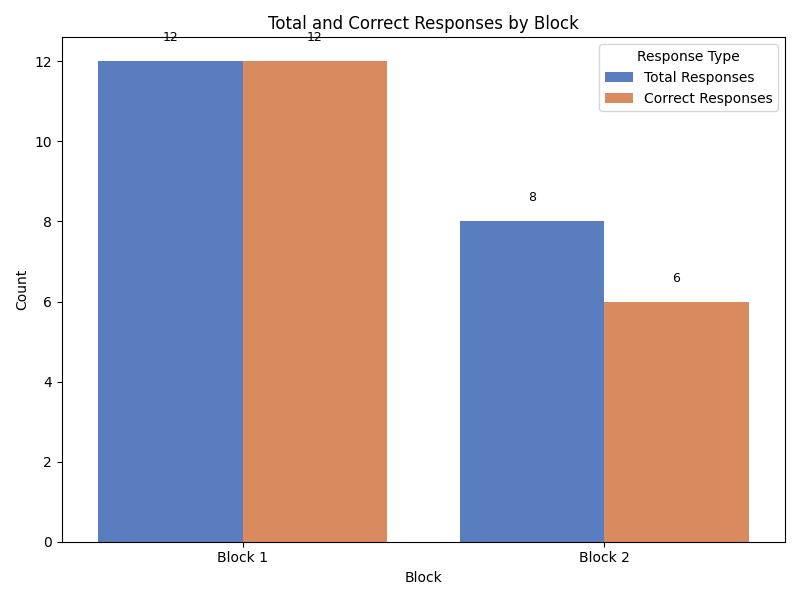 Total and Correct Responses by Block
12 12
Response Type
Total Responses
Correct Responses
12
10
8
6
4
2
0
Count
8
6
Block 1 Block 2
Block